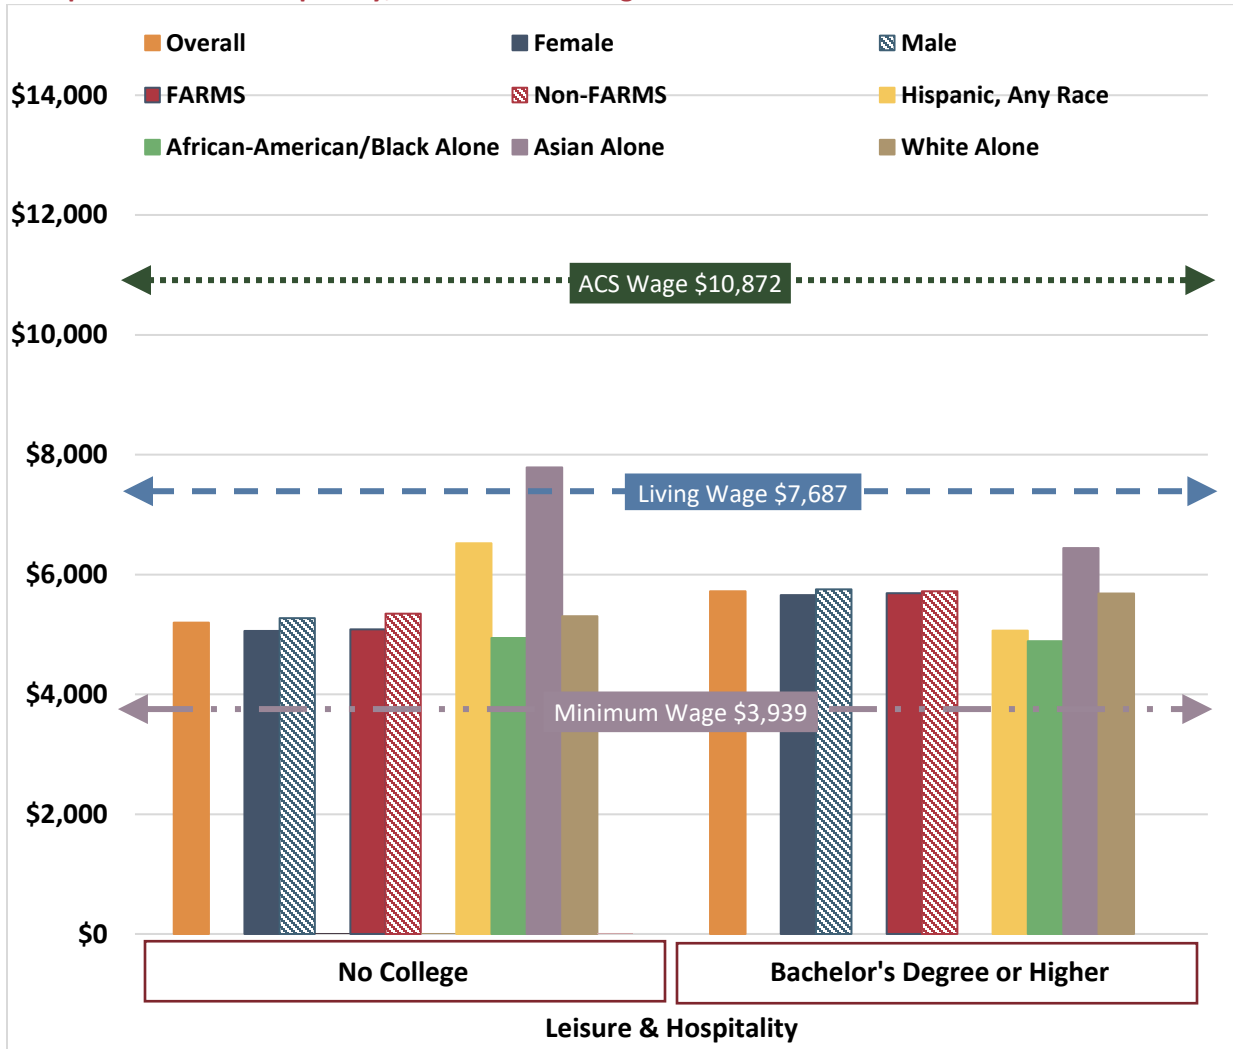 Overall
Female
Male
$14,000
FARMS
Non-FARMS
Hispanic, Any Race
African-American/Black Alone
Asian Alone
White Alone
$12,000
ACS Wage $10,872
$10,000
$8,000
Living Wage $7,687
$6,000
$4,000
Minimum Wage $3,939
$2,000
$0
No College
Bachelor's Degree or Higher
Leisure & Hospitality